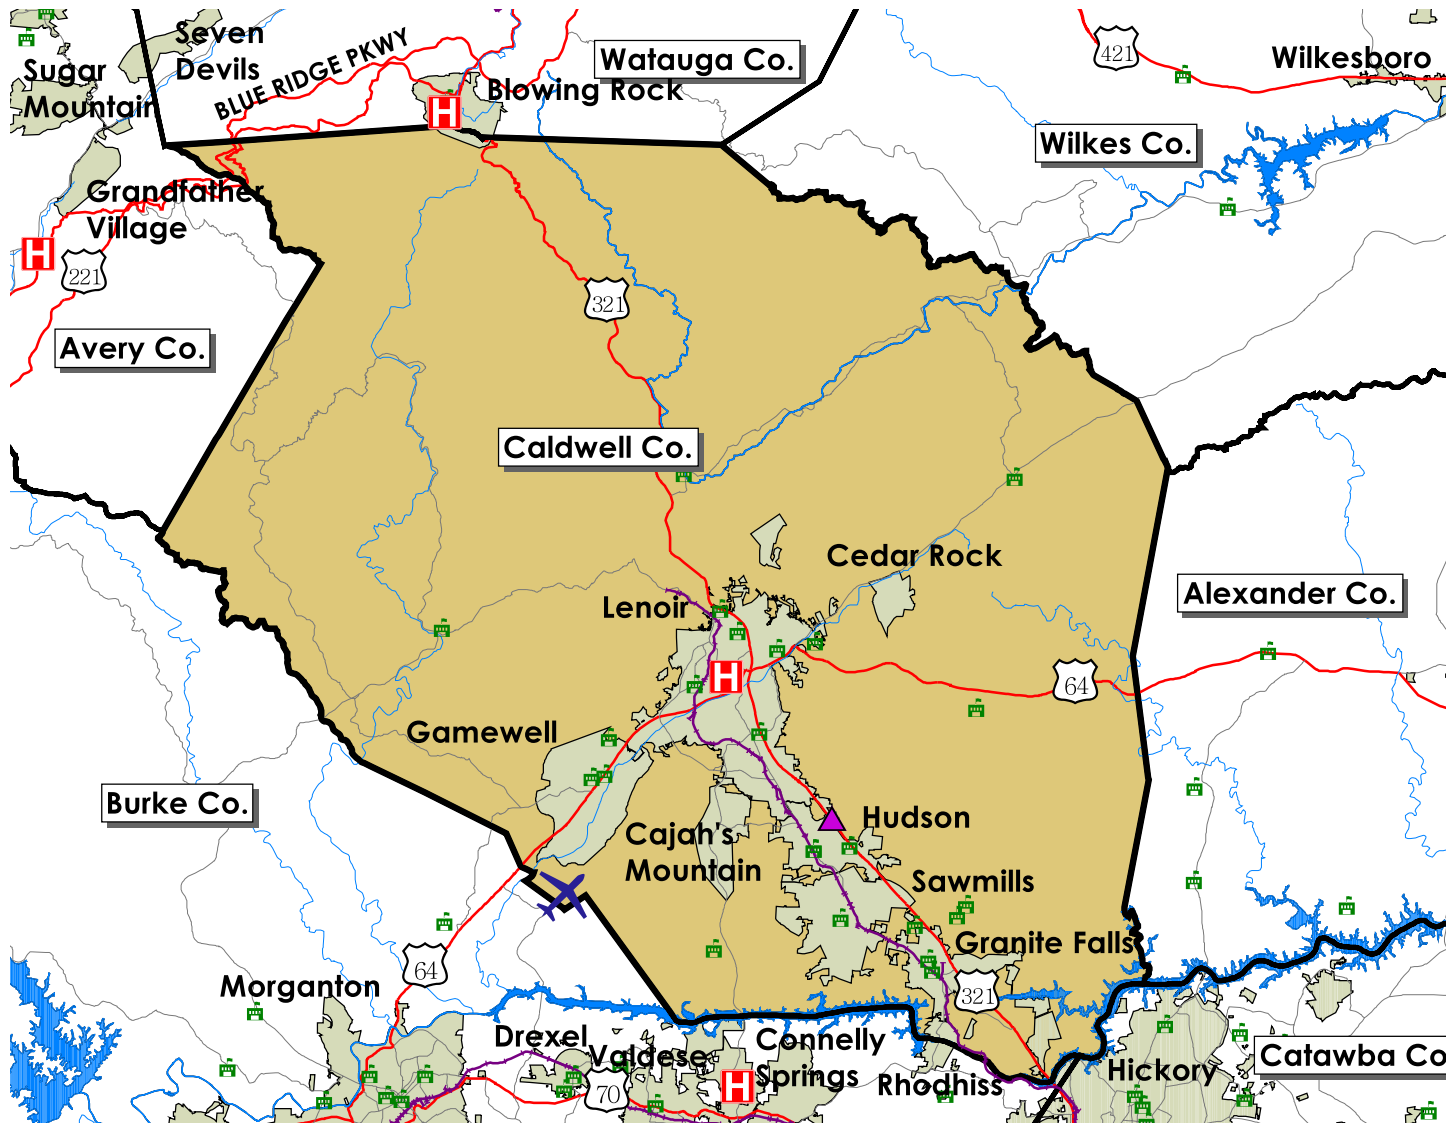 Seven
Devils
BLUE RIDGE PKWY
Watauga Co.
421
Wilkesboro
Sugar
Mountain
H
Blowing Rock
Wilkes Co.
Grandfather
Village
H
221
321
Avery Co.
Caldwell Co.
Cedar Rock
Lenoir
Alexander Co.
H
64
Gamewell
Burke Co.
Hudson
Cajah's
Mountain
Sawmills
Granite Falls
64
321
Morganton
Drexel
Valdese
Connelly
Springs
Catawba Co
70
H
Rhodhiss
Hickory